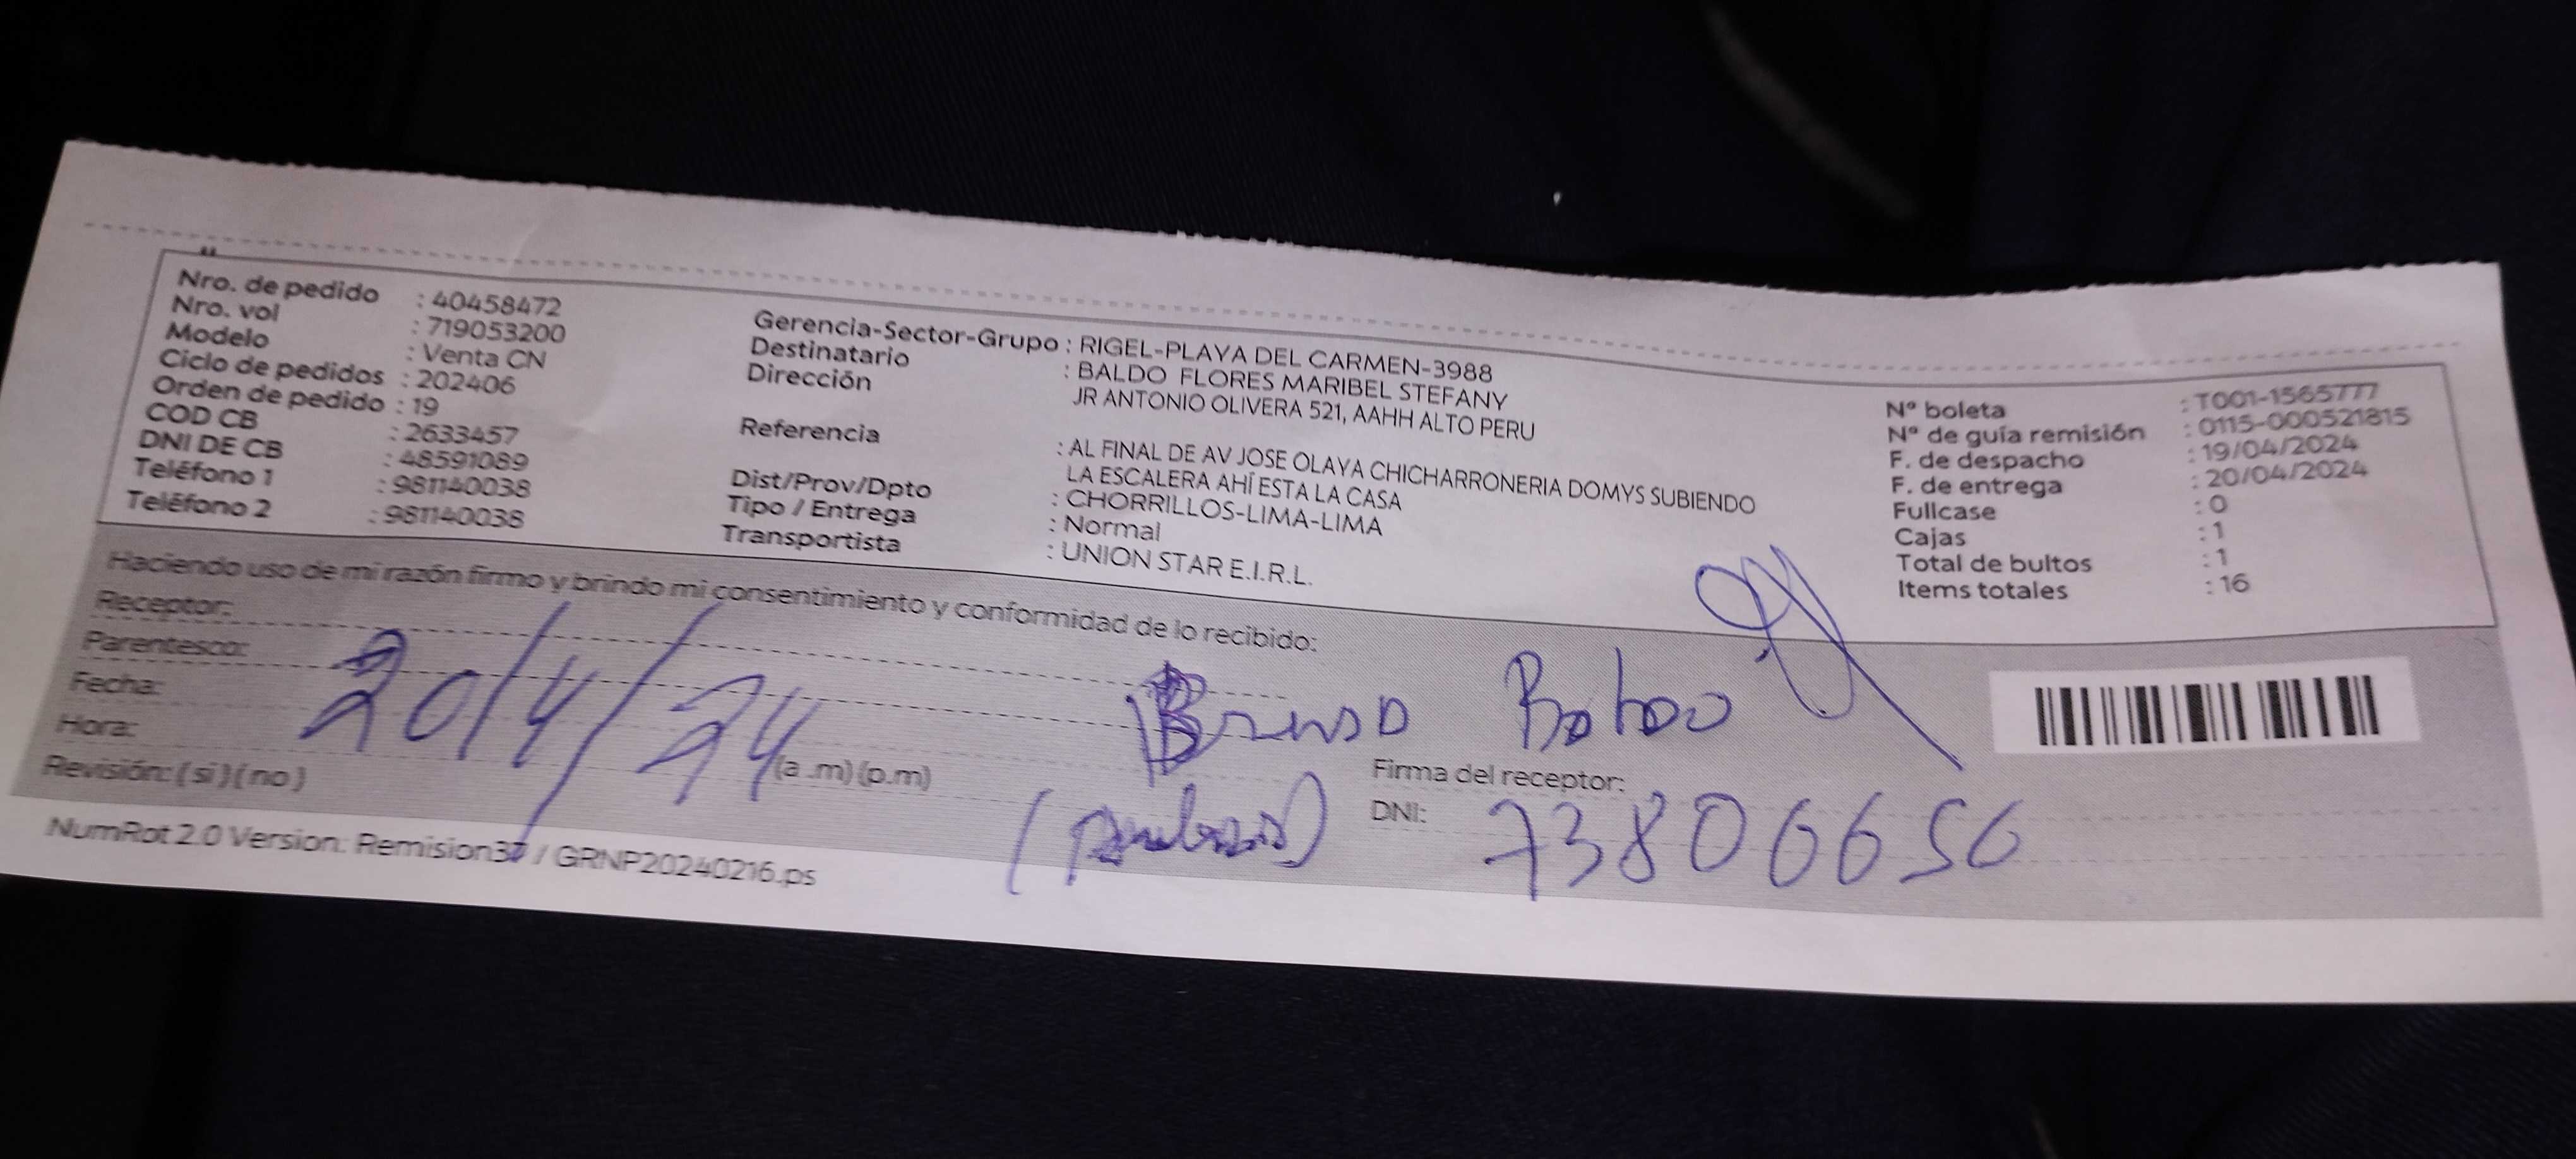 Nro. de pedido : 40458472
Nro. vol : 719053200
Modelo : Venta CN
Ciclo de pedidos : 202406
Orden de pedido : 19
COD CB : 2633457
DNI DE CB : 48591089
Teléfono 1 : 981140038
Teléfono 2 : 981140038
Gerencia-Sector-Grupo : RIGEL-PLAYA DEL CARMEN-3988
Destinatario : BALDO FLORES MARIBEL STEFANY
Dirección JR ANTONIO OLIVERA 521, AAHH ALTO PERU
Referencia : AL FINAL DE AV JOSE OLAYA CHICHARRONERIA DOMYS SUBIENDO
LA ESCALERA AHÍ ESTA LA CASA
Dist/Prov/Dpto : CHORRILLOS-LIMA-LIMA
Tipo / Entrega : Normal
Transportista : UNION STAR E.I.R.L.
Nº boleta : T001-1565777
Nº de guía remisión : 0115-000521815
F. de despacho : 19/04/2024
F. de entrega : 20/04/2024
Fullcase : 0
Cajas : 1
Total de bultos : 1
Items totales : 16
Haciendo uso de mi razón firmo y brindo mi consentimiento y conformidad de lo recibido:
Receptor:
Parentesco:
Fecha: 20/4/24
Hora: (a .m) (p.m)
Revisión: ( si ) ( no )
Firma del receptor:
DNI: 73806656
NumRot 2.0 Version: Remision37 / GRNP20240216.ps